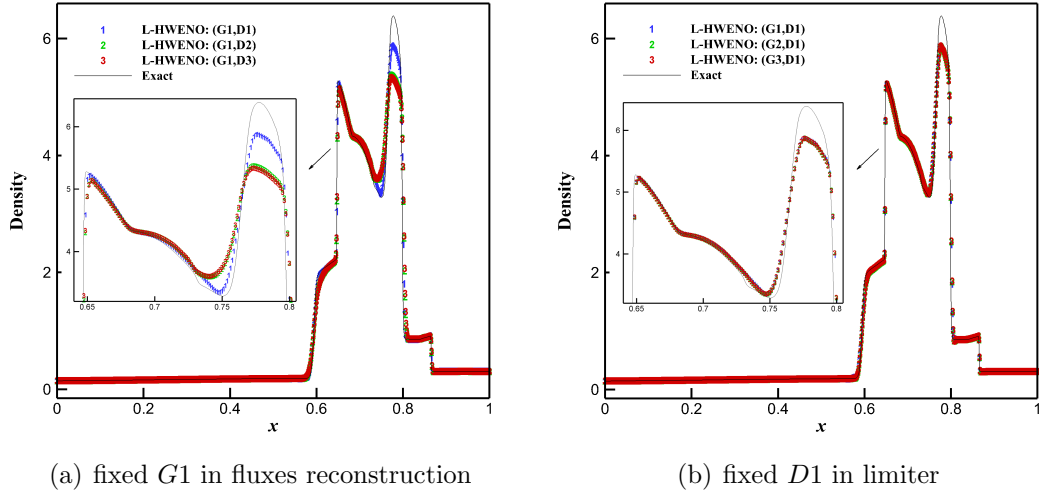 1 L-HWENO: (G1,D1)
2 L-HWENO: (G1,D2)
3 L-HWENO: (G1,D3)
Exact
Density
6
4
2
0
6
5
4
0.65 0.7 0.75 0.8
0 0.2 0.4 0.6 0.8 1
x
(a) fixed G1 in fluxes reconstruction
1 L-HWENO: (G1,D1)
2 L-HWENO: (G2,D1)
3 L-HWENO: (G3,D1)
Exact
Density
6
4
2
0
6
5
4
0.65 0.7 0.75 0.8
0 0.2 0.4 0.6 0.8 1
x
(b) fixed D1 in limiter